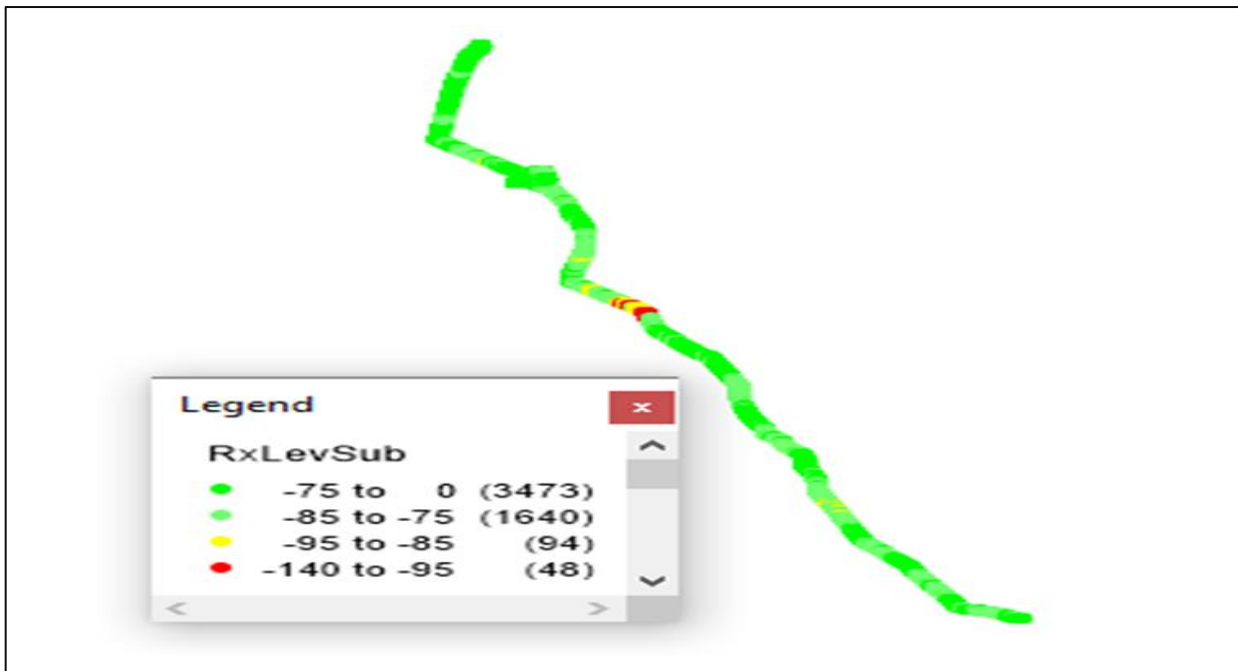 Legend
x
RxLevSub
-75 to 0 (3473)
-85 to -75 (1640)
-95 to -85 (94)
-140 to -95 (48)